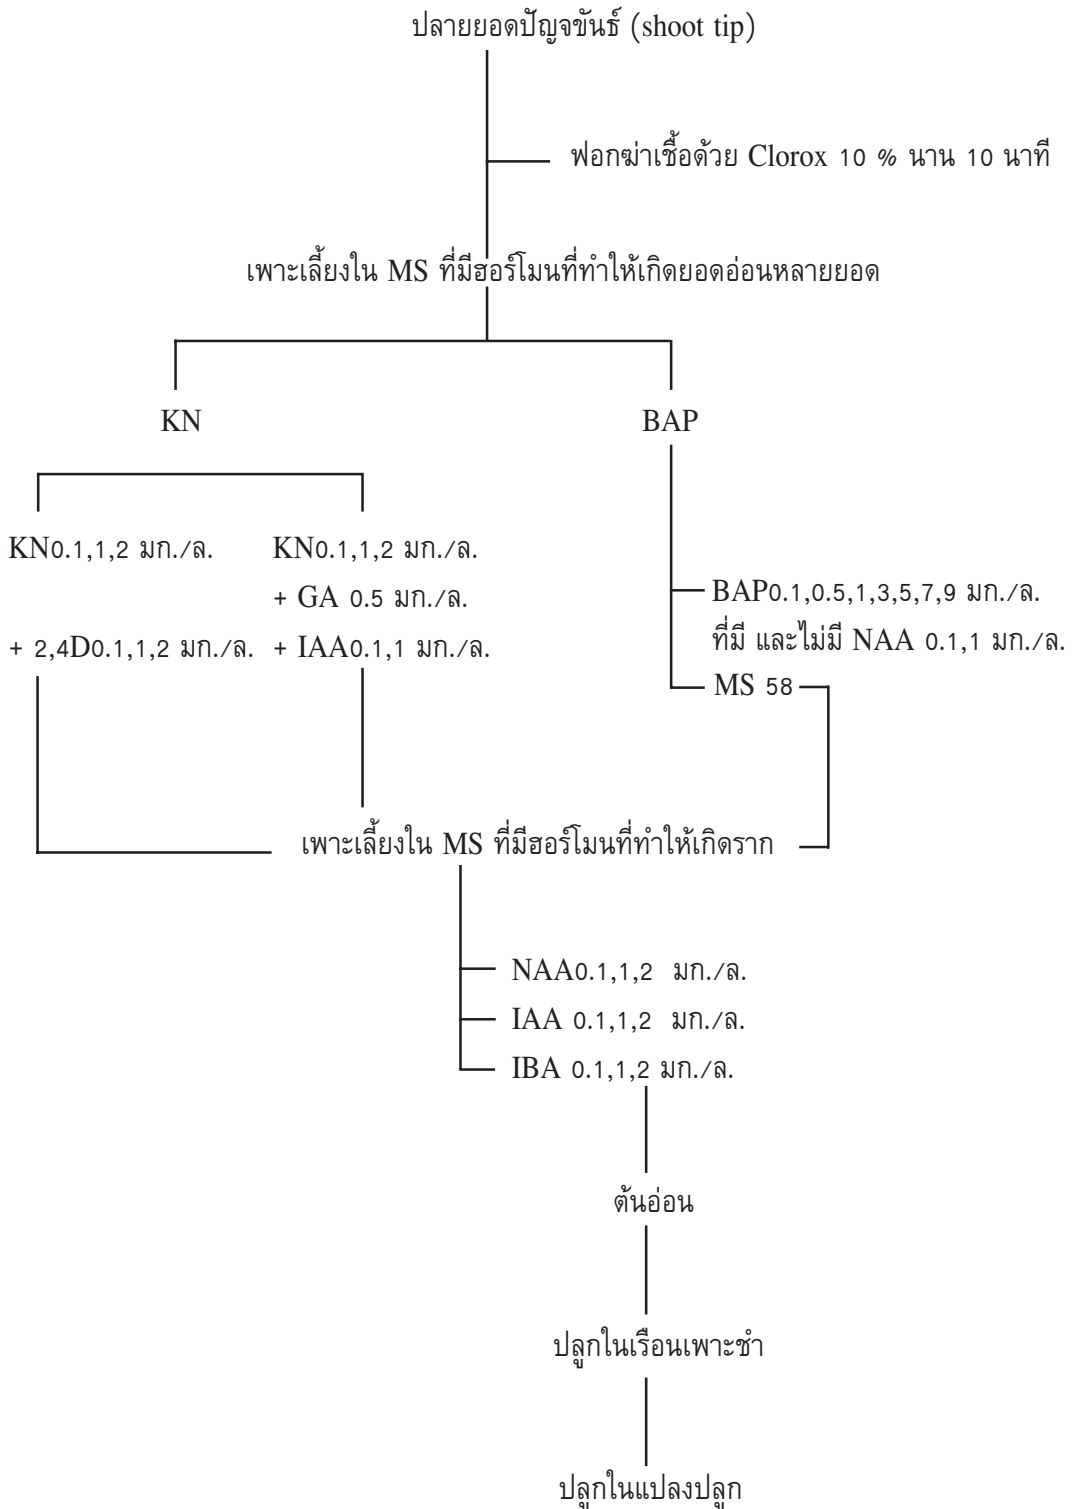 ปลายยอดปัญจขันธ์ (shoot tip)
ฟอกฆ่าเชื้อด้วย Clorox 10 % นาน 10 นาที
เพาะเลี้ยงใน MS ที่มีฮอร์โมนที่ทำให้เกิดยอดอ่อนหลายยอด
KN
BAP
KN0.1,1,2 มก./ล.
+ 2,4D0.1,1,2 มก./ล.
KN0.1,1,2 มก./ล.
+ GA 0.5 มก./ล.
+ IAA0.1,1 มก./ล.
BAP0.1,0.5,1,3,5,7,9 มก./ล.
ที่มี และไม่มี NAA 0.1,1 มก./ล.
MS 58
เพาะเลี้ยงใน MS ที่มีฮอร์โมนที่ทำให้เกิดราก
NAA0.1,1,2 มก./ล.
IAA 0.1,1,2 มก./ล.
IBA 0.1,1,2 มก./ล.
ต้นอ่อน
ปลูกในเรือนเพาะชำ
ปลูกในแปลงปลูก